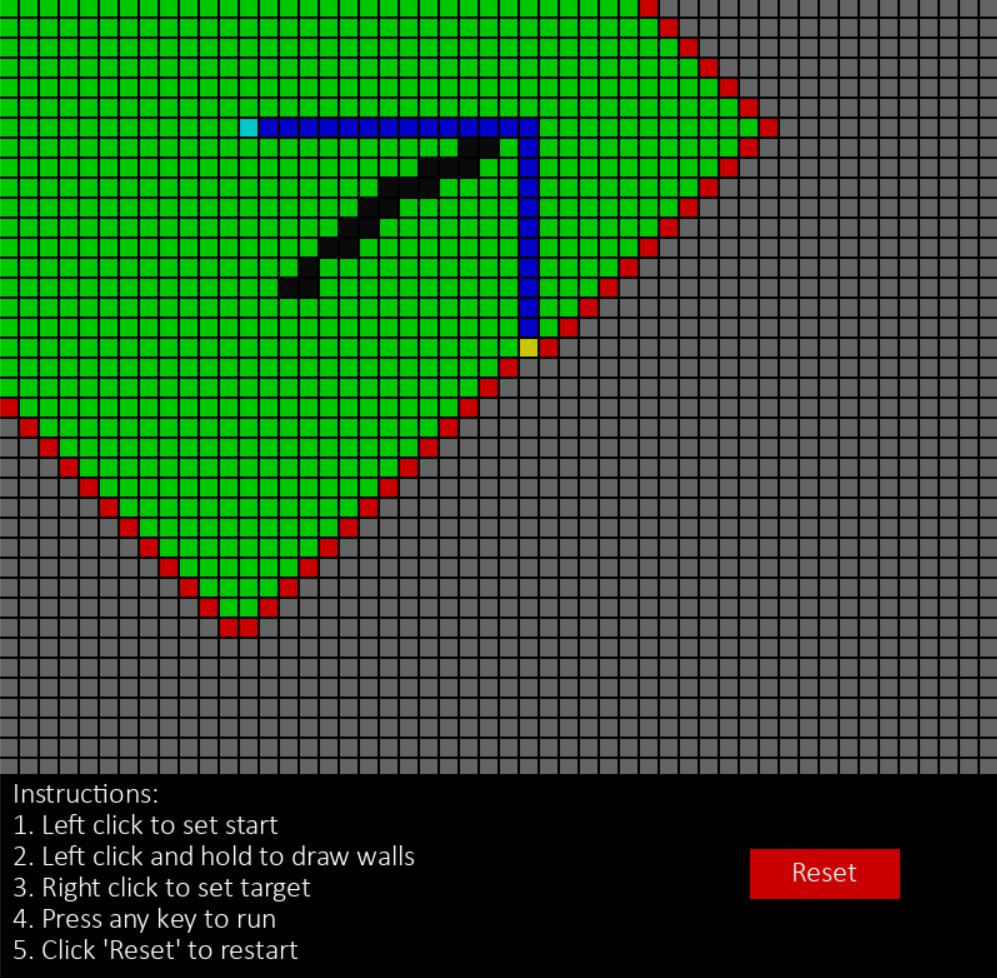 Instructions:
1. Left click to set start
2. Left click and hold to draw walls
3. Right click to set target
4. Press any key to run
5. Click 'Reset' to restart
Reset